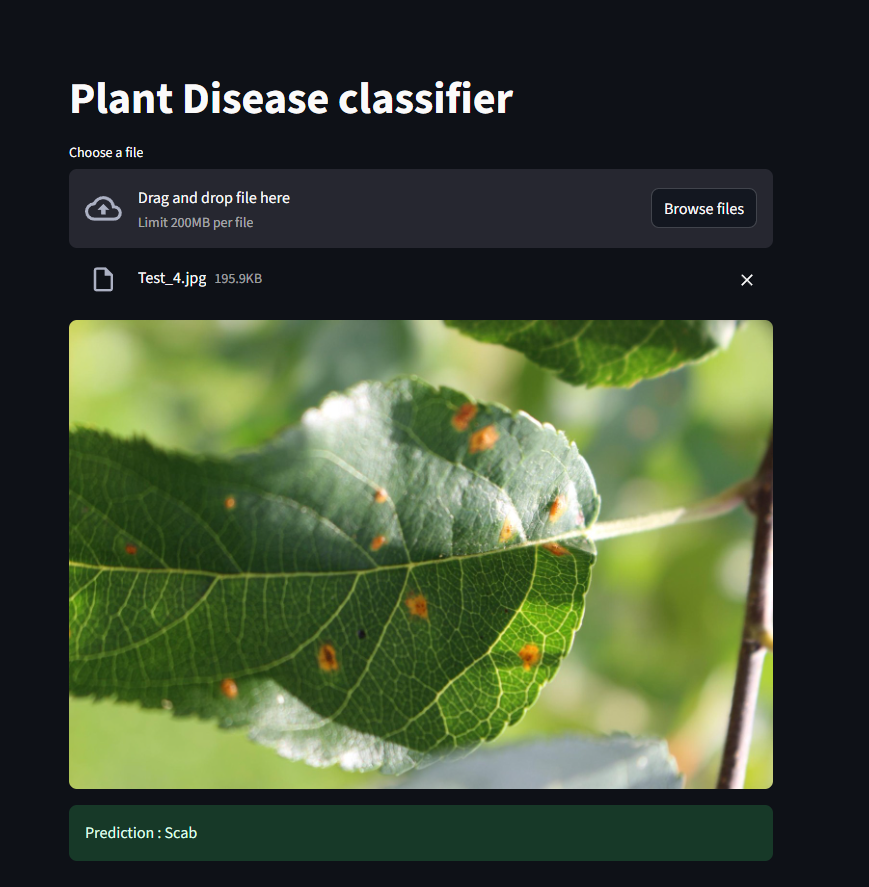 Plant Disease classifier
Choose a file
Drag and drop file here
Limit 200MB per file
Browse files
Test_4.jpg 195.9KB
Prediction : Scab